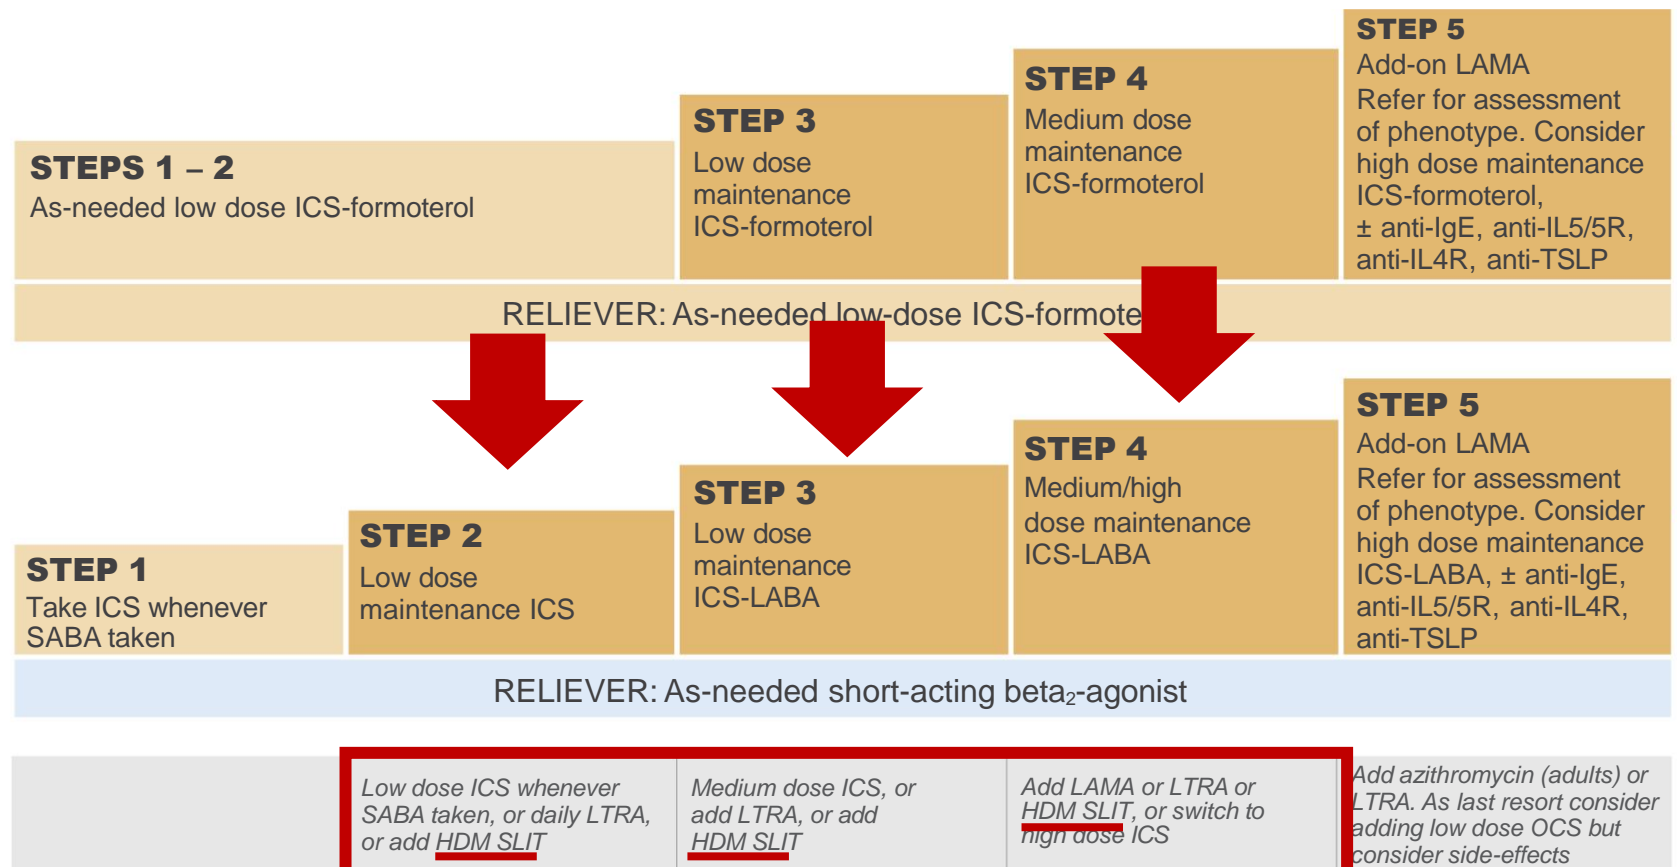 STEPS 1 – 2
As-needed low dose ICS-formoterol
STEP 3
Low dose
maintenance
ICS-formoterol
STEP 4
Medium dose
maintenance
ICS-formoterol
STEP 5
Add-on LAMA
Refer for assessment
of phenotype. Consider
high dose maintenance
ICS-formoterol,
± anti-IgE, anti-IL5/5R,
anti-IL4R, anti-TSLP
RELIEVER: As-needed low-dose ICS-formote
STEP 1
Take ICS whenever
SABA taken
STEP 2
Low dose
maintenance ICS
STEP 3
Low dose
maintenance
ICS-LABA
STEP 4
Medium/high
dose maintenance
ICS-LABA
STEP 5
Add-on LAMA
Refer for assessment
of phenotype. Consider
high dose maintenance
ICS-LABA, ± anti-IgE,
anti-IL5/5R, anti-IL4R,
anti-TSLP
RELIEVER: As-needed short-acting beta₂-agonist
Low dose ICS whenever
SABA taken, or daily LTRA,
or add HDM SLIT
Medium dose ICS, or
add LTRA, or add
HDM SLIT
Add LAMA or LTRA or
HDM SLIT, or switch to
high dose ICS
Add azithromycin (adults) or
LTRA. As last resort consider
adding low dose OCS but
consider side-effects